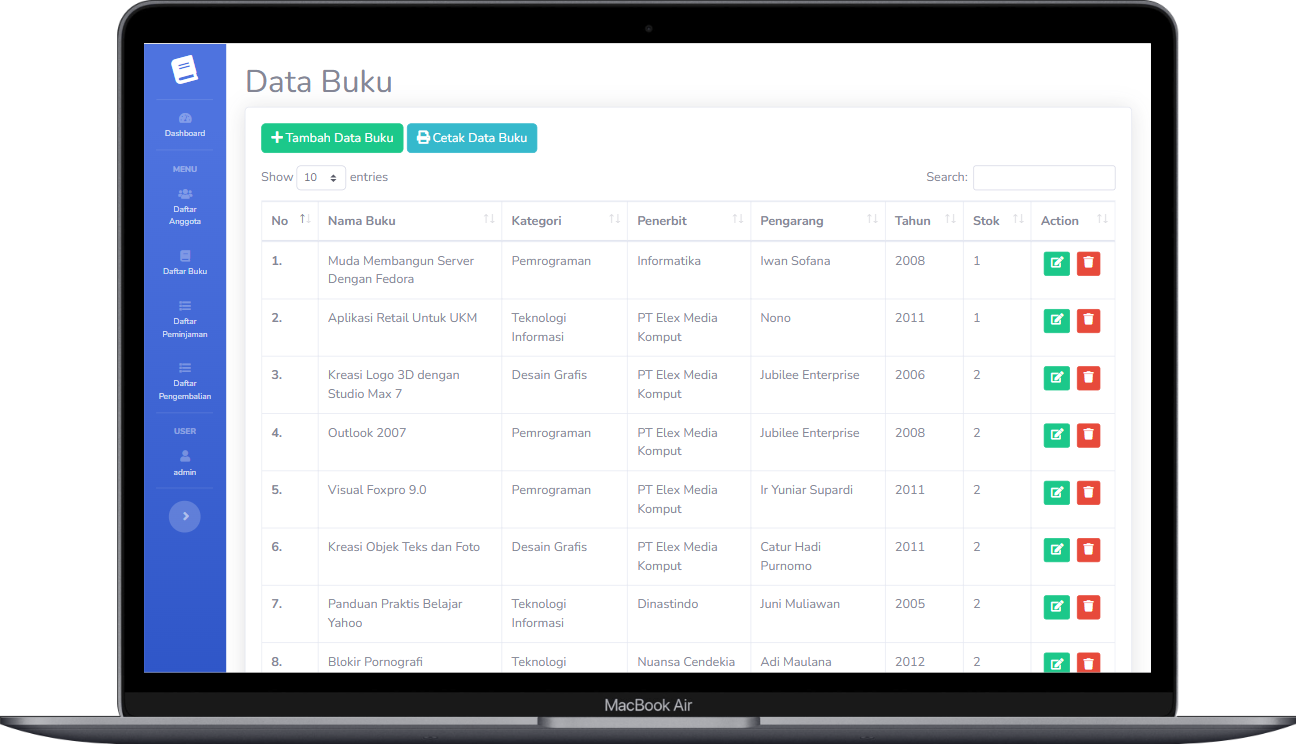 Data Buku
Dashboard
MENU
Daftar
Anggota
Daftar Buku
Daftar
Peminjaman
Daftar
Pengembalian
USER
admin
Tambah Data Buku Cetak Data Buku
Show 10 entries Search:
No Nama Buku Kategori Penerbit Pengarang Tahun Stok Action
1. Muda Membangun Server Pemrograman Informatika Iwan Sofana 2008 1
Dengan Fedora
2. Aplikasi Retail Untuk UKM Teknologi PT Elex Media Nono 2011 1
Informasi Komput
3. Kreasi Logo 3D dengan Desain Grafis PT Elex Media Jubilee Enterprise 2006 2
Studio Max 7 Komput
4. Outlook 2007 Pemrograman PT Elex Media Jubilee Enterprise 2008 2
Komput
5. Visual Foxpro 9.0 Pemrograman PT Elex Media Ir Yuniar Supardi 2011 2
Komput
6. Kreasi Objek Teks dan Foto Desain Grafis PT Elex Media Catur Hadi 2011 2
Komput Purnomo
7. Panduan Praktis Belajar Teknologi Dinastindo Juni Muliawan 2005 2
Yahoo Informasi
8. Blokir Pornografi Teknologi Nuansa Cendekia Adi Maulana 2012 2
MacBook Air